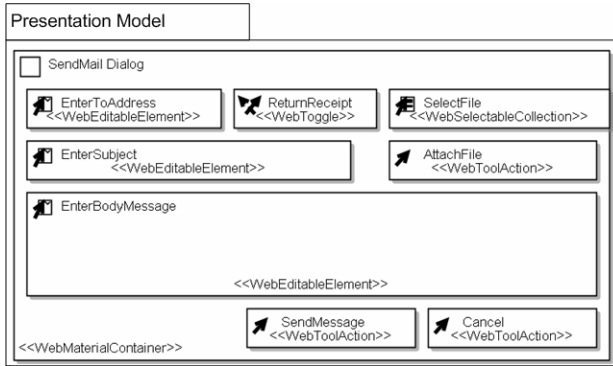 Presentation Model
SendMail Dialog
EnterToAddress
<<WebEditableElement>>
ReturnReceipt
<<WebToggle>>
SelectFile
<<WebSelectableCollection>>
EnterSubject
<<WebEditableElement>>
AttachFile
<<WebToolAction>>
EnterBodyMessage
<<WebEditableElement>>
SendMessage
<<WebToolAction>>
Cancel
<<WebToolAction>>
<<WebMaterialContainer>>